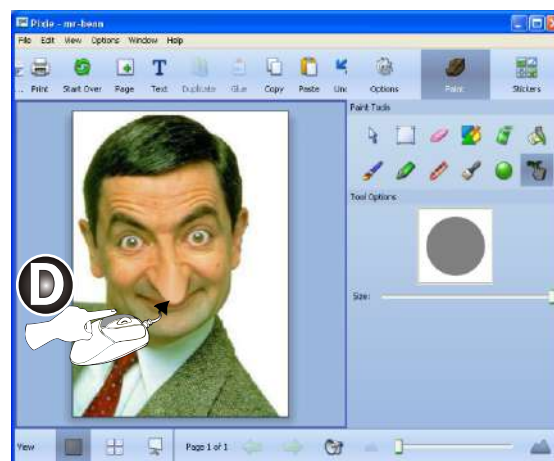 Pixie - mr-bean
File Edit View Options Window Help
... Print Start Over Page Text Duplicate Glue Copy Paste Und Options Paint Stickers
Paint Tools
Tool Options
Size:
D
View Page 1 of 1